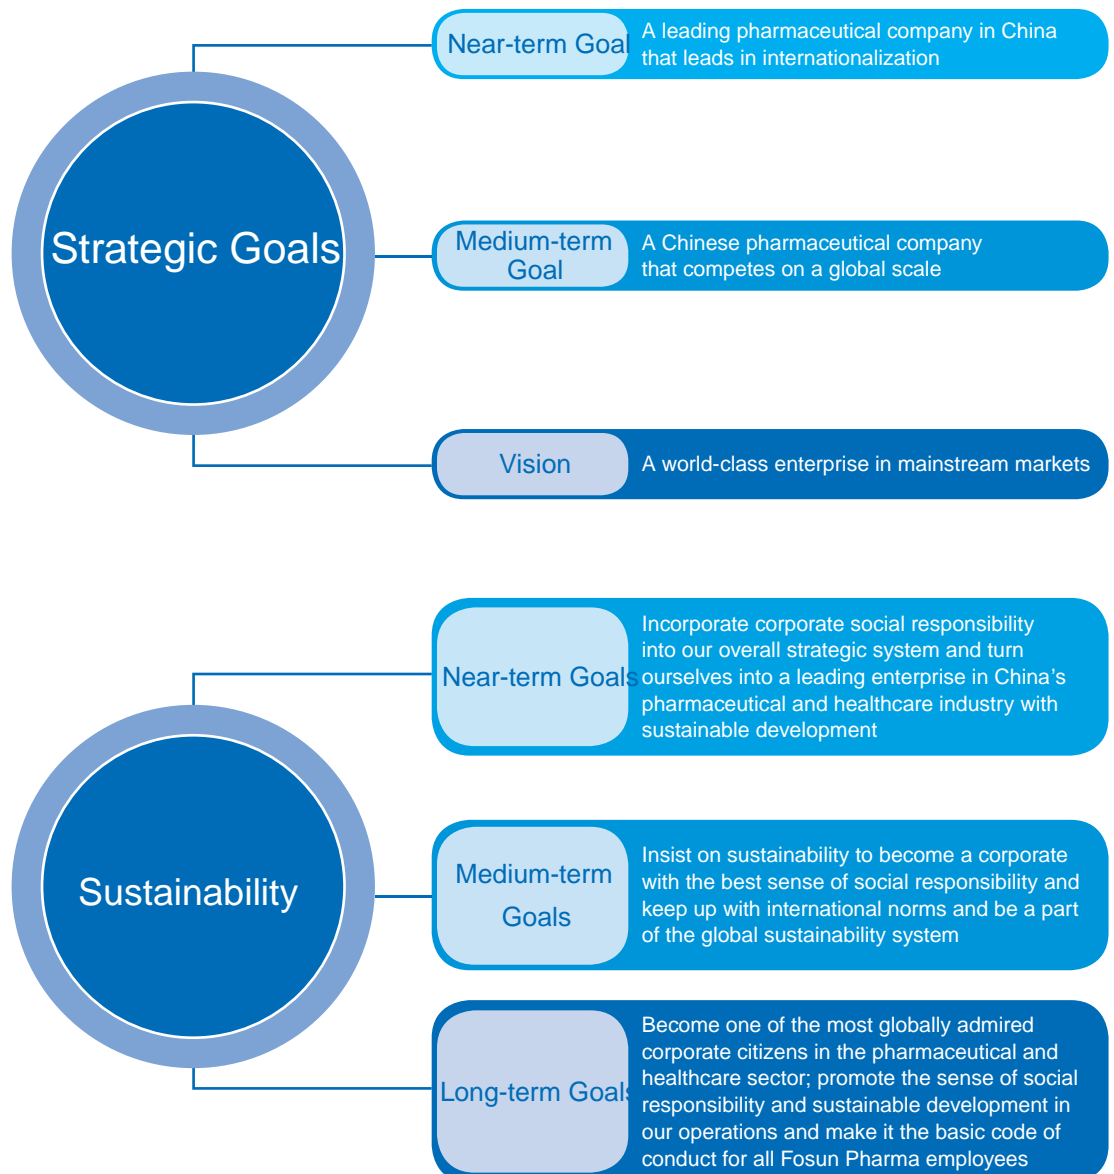 Strategic Goals
Near-term Goal
A leading pharmaceutical company in China
that leads in internationalization
Medium-term
Goal
A Chinese pharmaceutical company
that competes on a global scale
Vision
A world-class enterprise in mainstream markets
Sustainability
Near-term Goals
Incorporate corporate social responsibility
into our overall strategic system and turn
ourselves into a leading enterprise in China’s
pharmaceutical and healthcare industry with
sustainable development
Medium-term
Goals
Insist on sustainability to become a corporate
with the best sense of social responsibility and
keep up with international norms and be a part
of the global sustainability system
Long-term Goals
Become one of the most globally admired
corporate citizens in the pharmaceutical and
healthcare sector; promote the sense of social
responsibility and sustainable development in
our operations and make it the basic code of
conduct for all Fosun Pharma employees